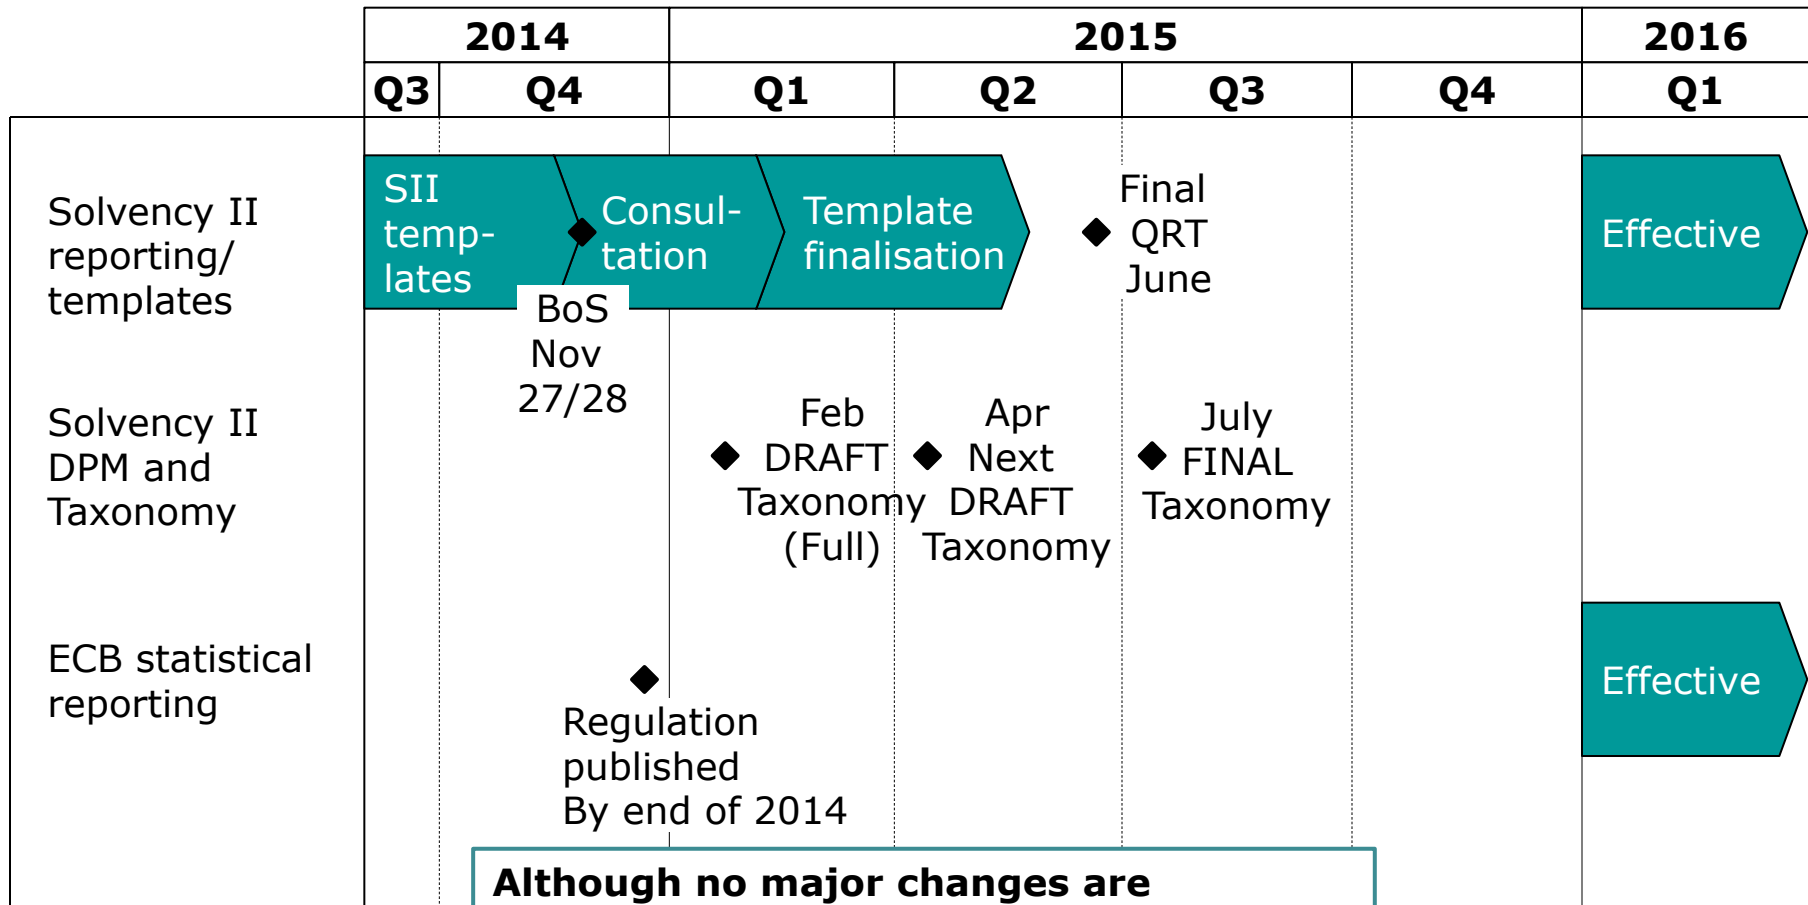 2014 2015 2016
Q3 Q4 Q1 Q2 Q3 Q4 Q1
Solvency II
reporting/
templates
SII
temp-
lates
Consul-
tation
Template
finalisation
Final
QRT
June
Effective
BoS
Nov
27/28
Solvency II
DPM and
Taxonomy
Feb
DRAFT
Taxonomy
(Full)
Apr
Next
DRAFT
Taxonomy
July
FINAL
Taxonomy
ECB statistical
reporting
Regulation
published
By end of 2014
Effective
Although no major changes are